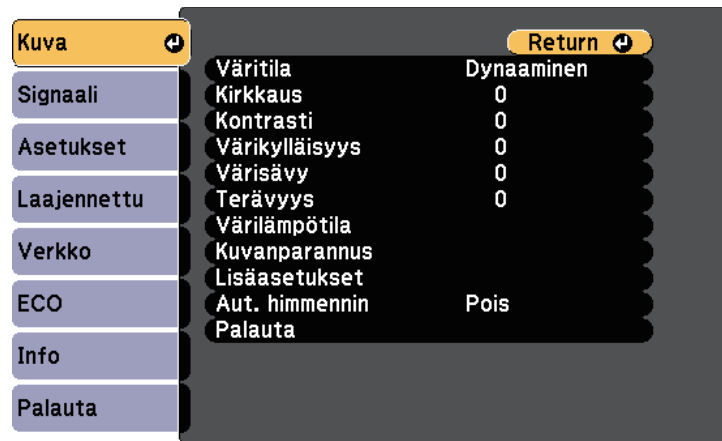 Kuva
Signaali
Asetukset
Laajennettu
Verkko
ECO
Info
Palauta
Return
Väritila Dynaaminen
Kirkkaus 0
Kontrasti 0
Värikylläisyys 0
Värisävy 0
Terävyys 0
Värilämpötila
Kuvanparannus
Lisäasetukset
Aut. himmennin Pois
Palauta